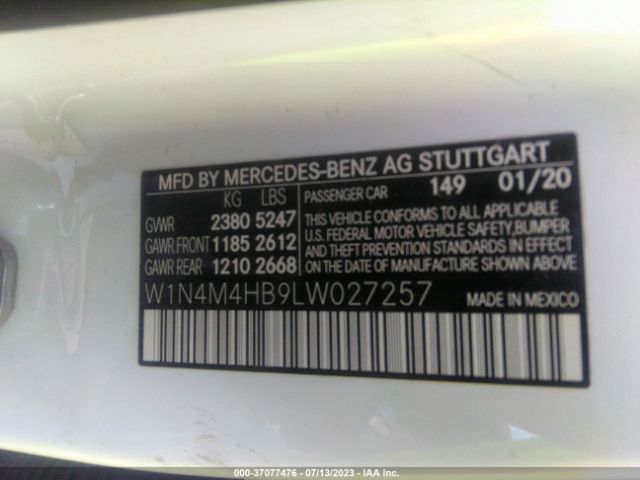 MFD BY MERCEDES-BENZ AG STUTTGART
KG LBS
GVWR 2380 5247
GAWR FRONT 1185 2612
GAWR REAR 1210 2668
PASSENGER CAR 149 01/20
THIS VEHICLE CONFORMS TO ALL APPLICABLE
U.S. FEDERAL MOTOR VEHICLE SAFETY,BUMPER
AND THEFT PREVENTION STANDARDS IN EFFECT
ON THE DATE OF MANUFACTURE SHOWN ABOVE.
W1N4M4HB9LW027257 MADE IN MEXICO
000-37077476 - 07/13/2023 - IAA Inc.